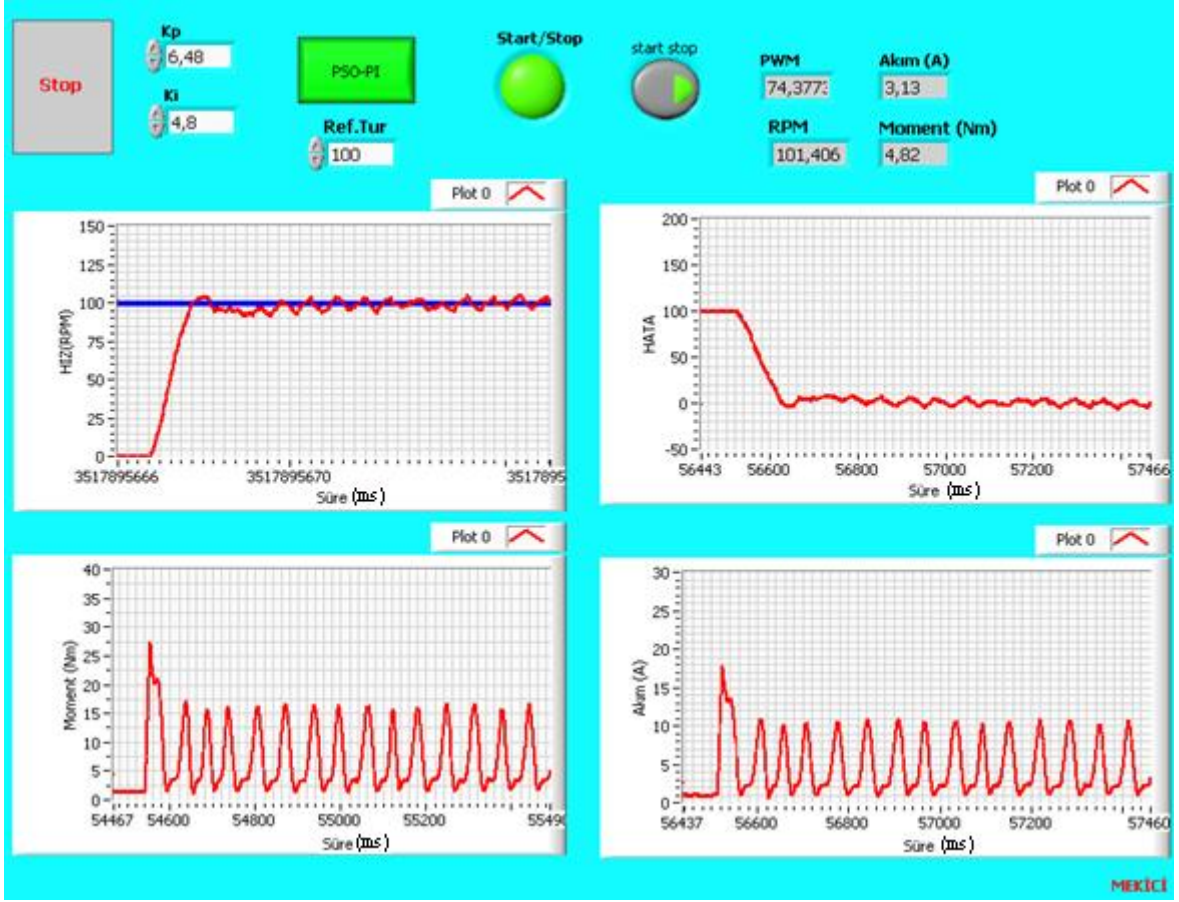 Stop
Kp
6,48
Ki
4,8
PSO-PI
Ref.Tur
100
Start/Stop
start stop
PWM
74,3773
Akım (A)
3,13
RPM
101,406
Moment (Nm)
4,82
Plot 0
HIZ(RPM)
150
125
100
75
50
25
0
3517895666 3517895670 3517895
Süre (ms)
Plot 0
HATA
200
150
100
50
0
-50
56443 56600 56800 57000 57200 57466
Süre (ms)
Plot 0
Moment (Nm)
40
35
30
25
20
15
10
5
0
54467 54600 54800 55000 55200 55490
Süre (ms)
Plot 0
Akım (A)
30
25
20
15
10
5
0
56437 56600 56800 57000 57200 57460
Süre (ms)
MEKİCİ